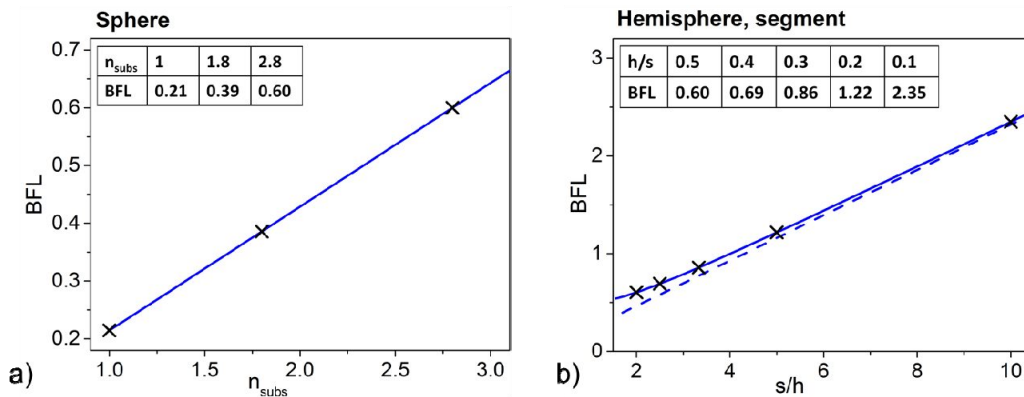 Sphere
n_subs 1 1.8 2.8
BFL 0.21 0.39 0.60
0.7
0.6
0.5
0.4
0.3
0.2
BFL
1.0 1.5 2.0 2.5 3.0
n_subs
a)
Hemisphere, segment
h/s 0.5 0.4 0.3 0.2 0.1
BFL 0.60 0.69 0.86 1.22 2.35
3
2
1
0
BFL
2 4 6 8 10
s/h
b)